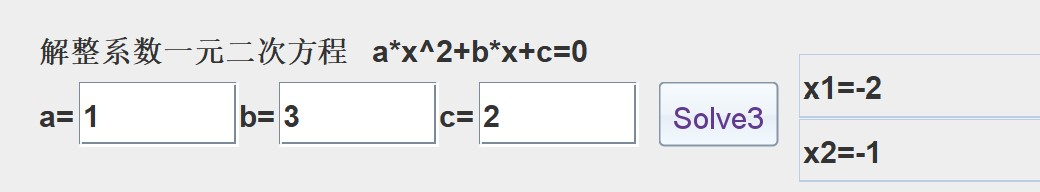 解整系数一元二次方程 a*x^2+b*x+c=0
a= 1 b= 3 c= 2 Solve3
x1=-2
x2=-1